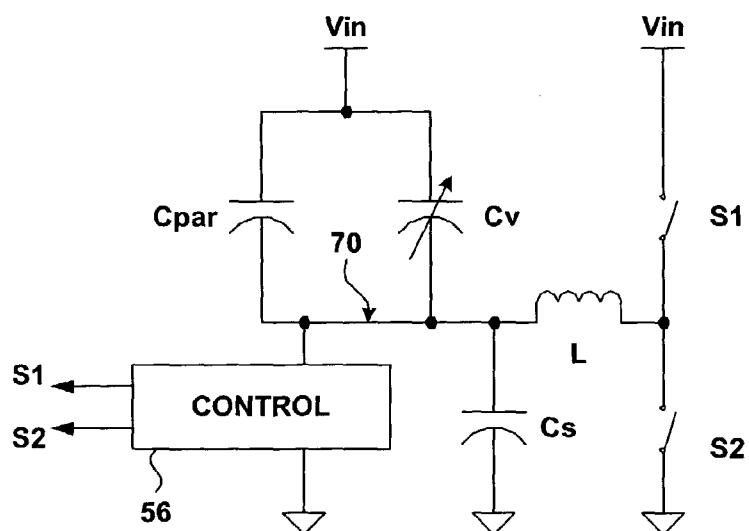 Vin Vin
Cpar Cv S1
70
L
S1
CONTROL
S2 Cs S2
56